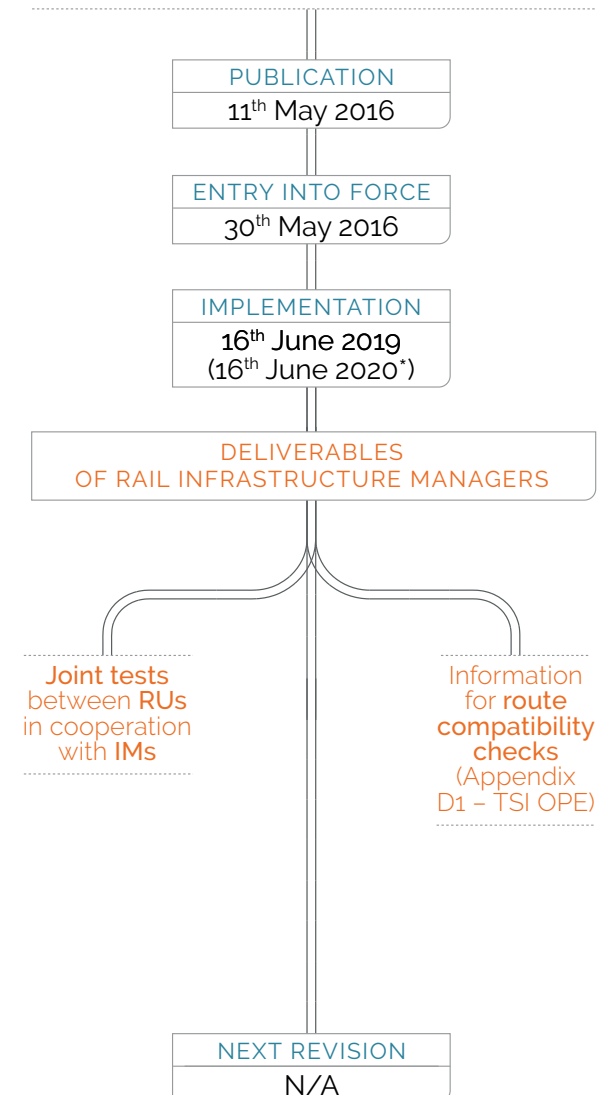 PUBLICATION
11th May 2016
ENTRY INTO FORCE
30th May 2016
IMPLEMENTATION
16th June 2019
(16th June 2020*)
DELIVERABLES
OF RAIL INFRASTRUCTURE MANAGERS
Joint tests
between RUs
in cooperation
with IMs
Information
for route
compatibility
checks
(Appendix
D1 – TSI OPE)
NEXT REVISION
N/A